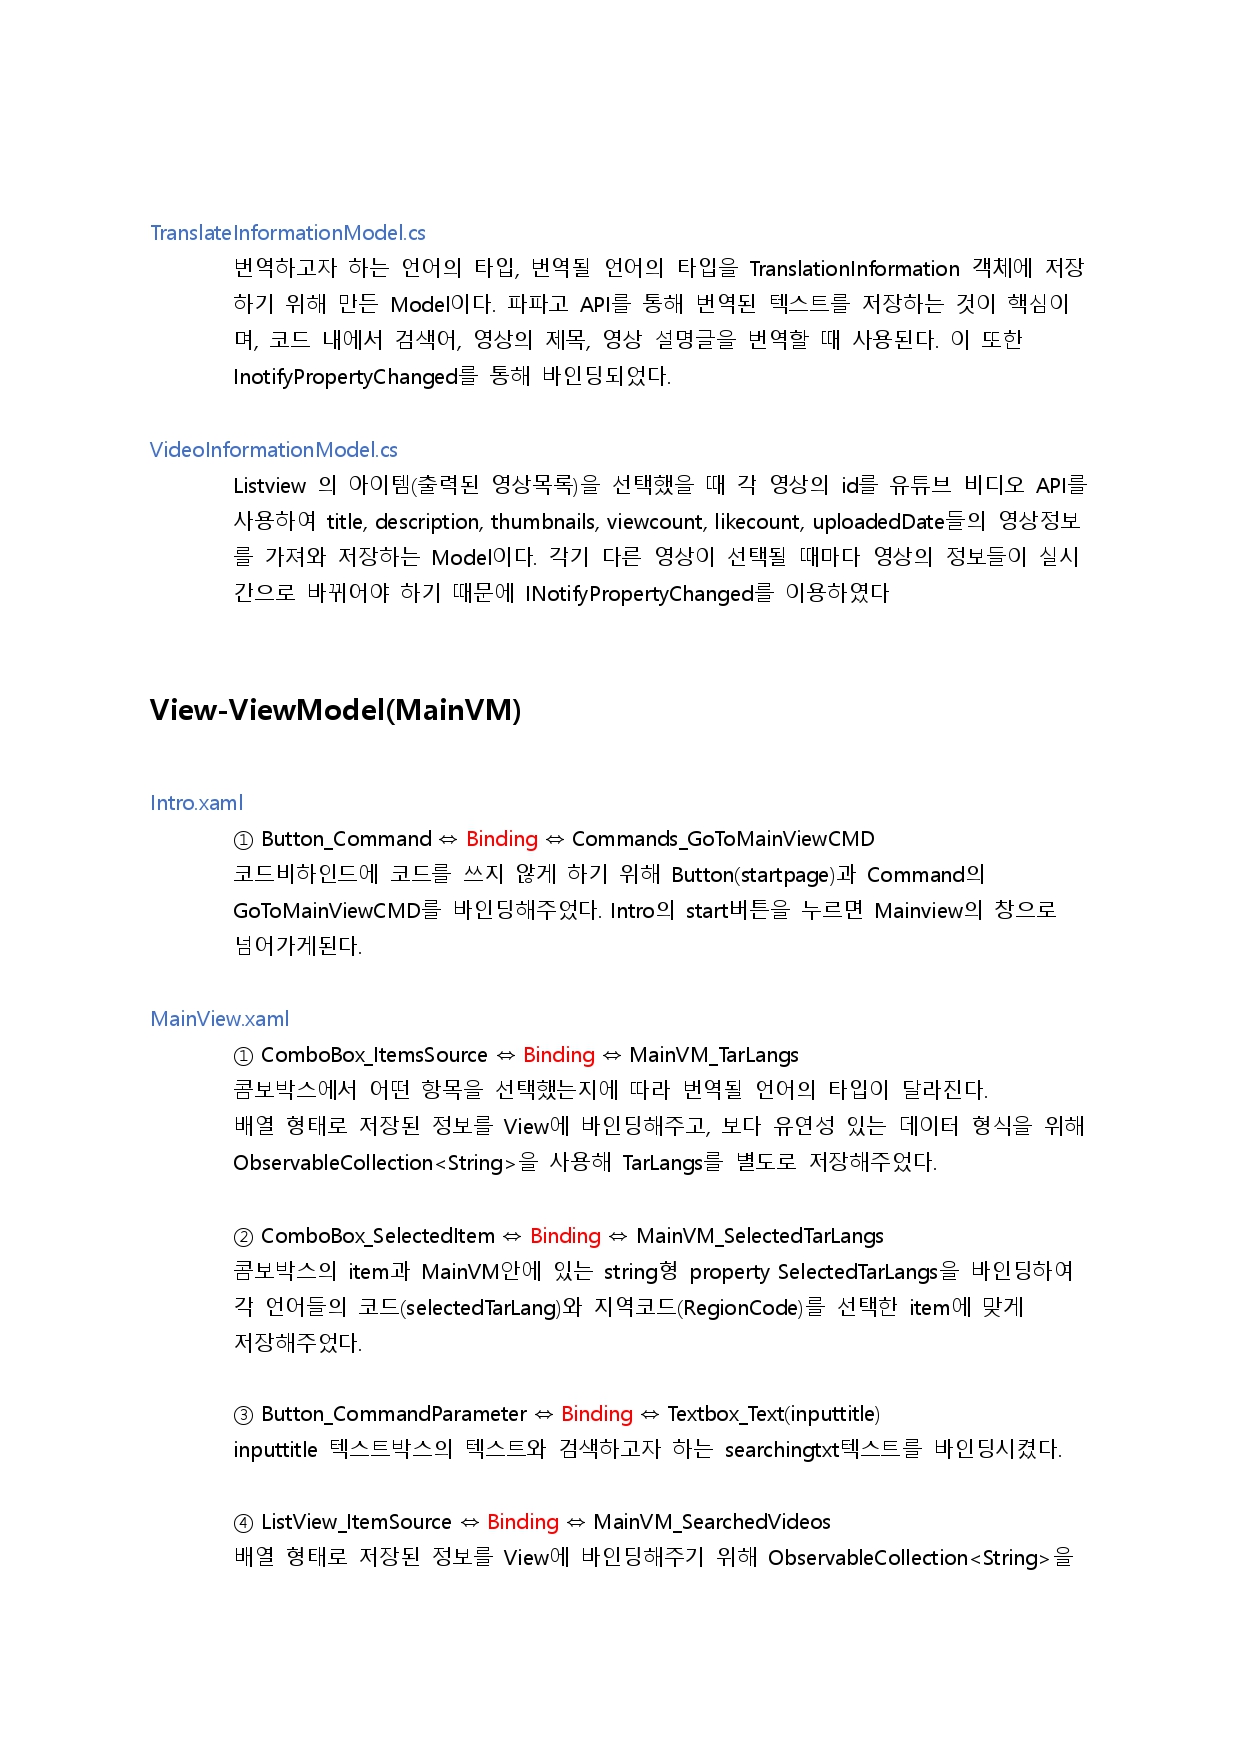 TranslateInformationModel.cs
번역하고자 하는 언어의 타입, 번역될 언어의 타입을 TranslationInformation 객체에 저장
하기 위해 만든 Model이다. 파파고 API를 통해 번역된 텍스트를 저장하는 것이 핵심이
며, 코드 내에서 검색어, 영상의 제목, 영상 설명글을 번역할 때 사용된다. 이 또한
InotifyPropertyChanged를 통해 바인딩되었다.
VideoInformationModel.cs
Listview 의 아이템(출력된 영상목록)을 선택했을 때 각 영상의 id를 유튜브 비디오 API를
사용하여 title, description, thumbnails, viewcount, likecount, uploadedDate들의 영상정보
를 가져와 저장하는 Model이다. 각기 다른 영상이 선택될 때마다 영상의 정보들이 실시
간으로 바뀌어야 하기 때문에 INotifyPropertyChanged를 이용하였다
View-ViewModel(MainVM)
Intro.xaml
① Button_Command ⇔ Binding ⇔ Commands_GoToMainViewCMD
코드비하인드에 코드를 쓰지 않게 하기 위해 Button(startpage)과 Command의
GoToMainViewCMD를 바인딩해주었다. Intro의 start버튼을 누르면 Mainview의 창으로
넘어가게된다.
MainView.xaml
① ComboBox_ItemsSource ⇔ Binding ⇔ MainVM_TarLangs
콤보박스에서 어떤 항목을 선택했는지에 따라 번역될 언어의 타입이 달라진다.
배열 형태로 저장된 정보를 View에 바인딩해주고, 보다 유연성 있는 데이터 형식을 위해
ObservableCollection<String>을 사용해 TarLangs를 별도로 저장해주었다.
② ComboBox_SelectedItem ⇔ Binding ⇔ MainVM_SelectedTarLangs
콤보박스의 item과 MainVM안에 있는 string형 property SelectedTarLangs을 바인딩하여
각 언어들의 코드(selectedTarLang)와 지역코드(RegionCode)를 선택한 item에 맞게
저장해주었다.
③ Button_CommandParameter ⇔ Binding ⇔ Textbox_Text(inputtitle)
inputtitle 텍스트박스의 텍스트와 검색하고자 하는 searchingtxt텍스트를 바인딩시켰다.
④ ListView_ItemSource ⇔ Binding ⇔ MainVM_SearchedVideos
배열 형태로 저장된 정보를 View에 바인딩해주기 위해 ObservableCollection<String>을